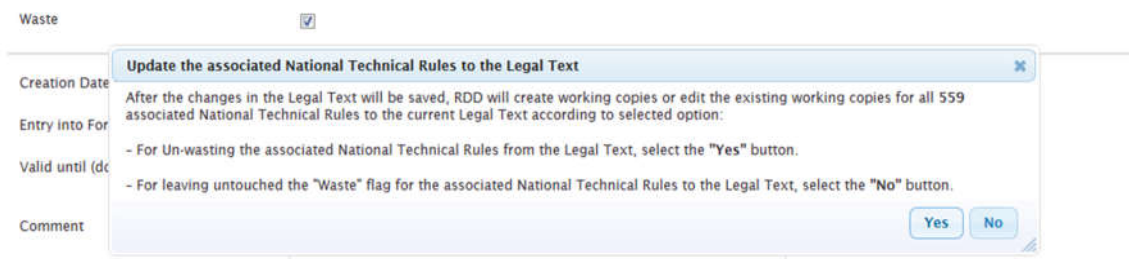 Waste
Update the associated National Technical Rules to the Legal Text
Creation Date
After the changes in the Legal Text will be saved, RDD will create working copies or edit the existing working copies for all 559
associated National Technical Rules to the current Legal Text according to selected option:
Entry into For
- For Un-wasting the associated National Technical Rules from the Legal Text, select the "Yes" button.
Valid until (do
- For leaving untouched the "Waste" flag for the associated National Technical Rules to the Legal Text, select the "No" button.
Comment
Yes No